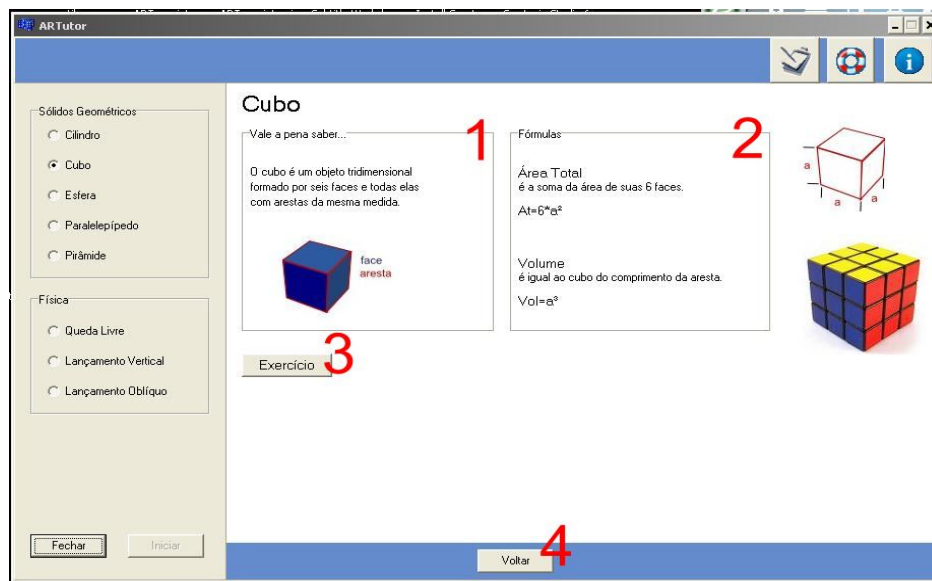 ARTutor
Sólidos Geométricos
Cilindro
Cubo
Esfera
Paralelepípedo
Pirâmide
Física
Queda Livre
Lançamento Vertical
Lançamento Oblíquo
Fechar
Iniciar
Cubo
Vale a pena saber...
1
O cubo é um objeto tridimensional
formado por seis faces e todas elas
com arestas da mesma medida.
face
aresta
Fórmulas
2
Área Total
é a soma da área de suas 6 faces.
At=6*a²
Volume
é igual ao cubo do comprimento da aresta.
Vol=a³
a
a
a
Exercício
3
Voltar
4